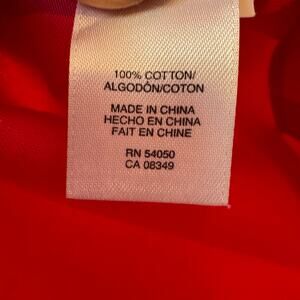 100% COTTON/
ALGODÓN/COTON
MADE IN CHINA
HECHO EN CHINA
FAIT EN CHINE
RN 54050
CA 08349